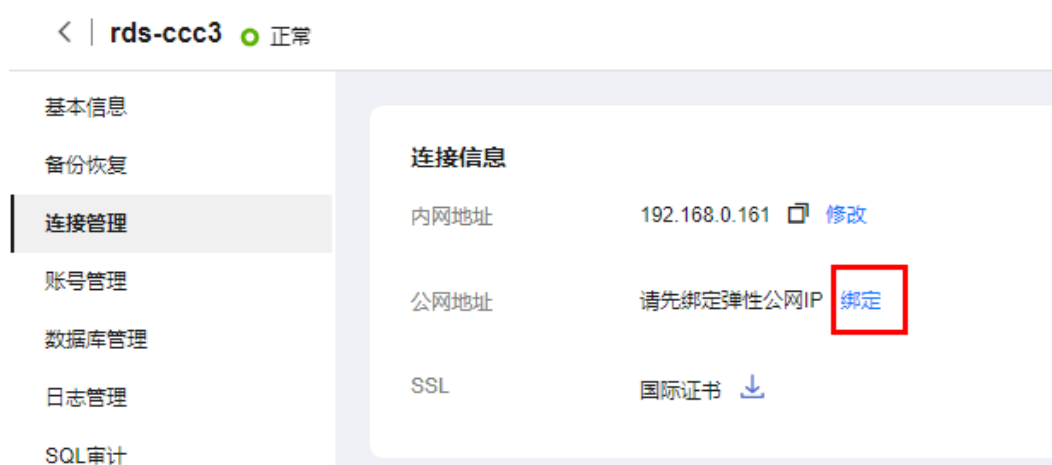 rds-ccc3 正常
基本信息
备份恢复
连接管理
账号管理
数据库管理
日志管理
SQL审计
连接信息
内网地址 192.168.0.161 修改
公网地址 请先绑定弹性公网IP 绑定
SSL 国际证书